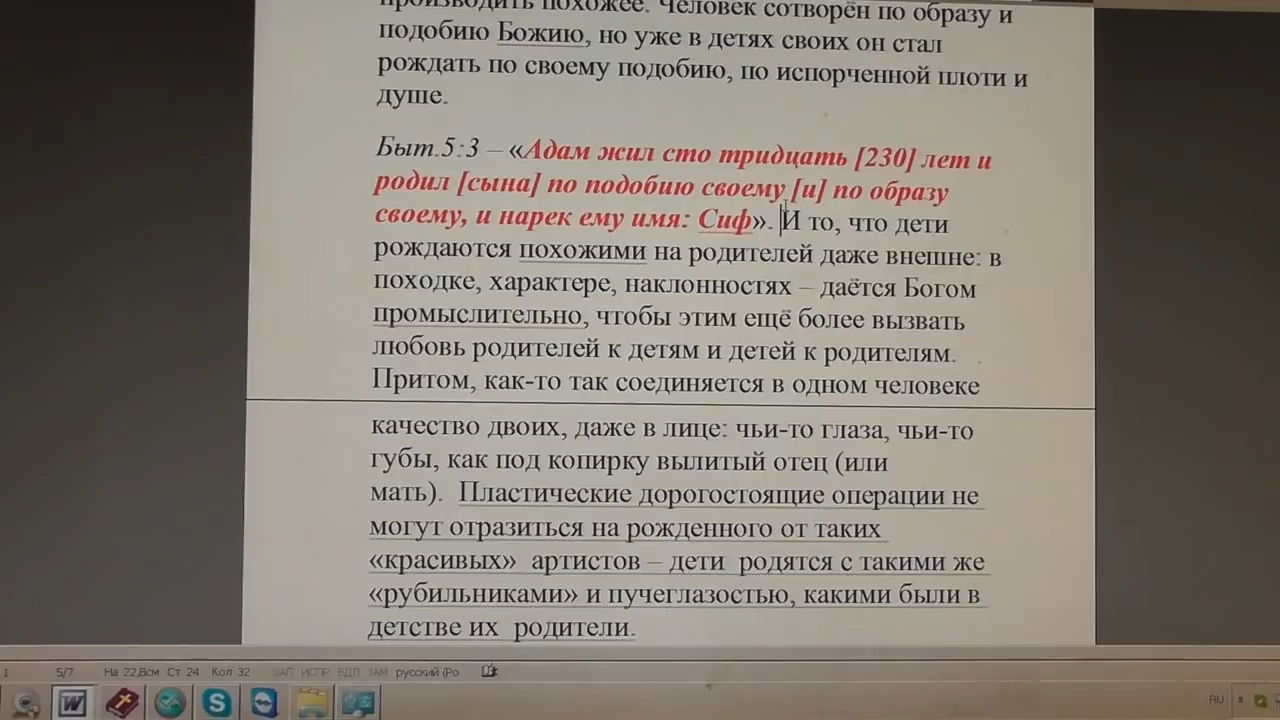 производить похожее. Человек сотворён по образу и
подобию Божию, но уже в детях своих он стал
рождать по своему подобию, по испорченной плоти и
душе.
Быт.5:3 – «Адам жил сто тридцать [230] лет и
родил [сына] по подобию своему [и] по образу
своему, и нарек ему имя: Сиф». И то, что дети
рождаются похожими на родителей даже внешне: в
походке, характере, наклонностях – даётся Богом
промыслительно, чтобы этим ещё более вызвать
любовь родителей к детям и детей к родителям.
Притом, как-то так соединяется в одном человеке
качество двоих, даже в лице: чьи-то глаза, чьи-то
губы, как под копирку вылитый отец (или
мать). Пластические дорогостоящие операции не
могут отразиться на рожденного от таких
«красивых» артистов – дети родятся с такими же
«рубильниками» и пучеглазостью, какими были в
детстве их родители.
1 5/7 На 22,8см Ст 24 Кол 32 ЗАП ИСПР ВДЛ ЗАМ русский (Ро
RU